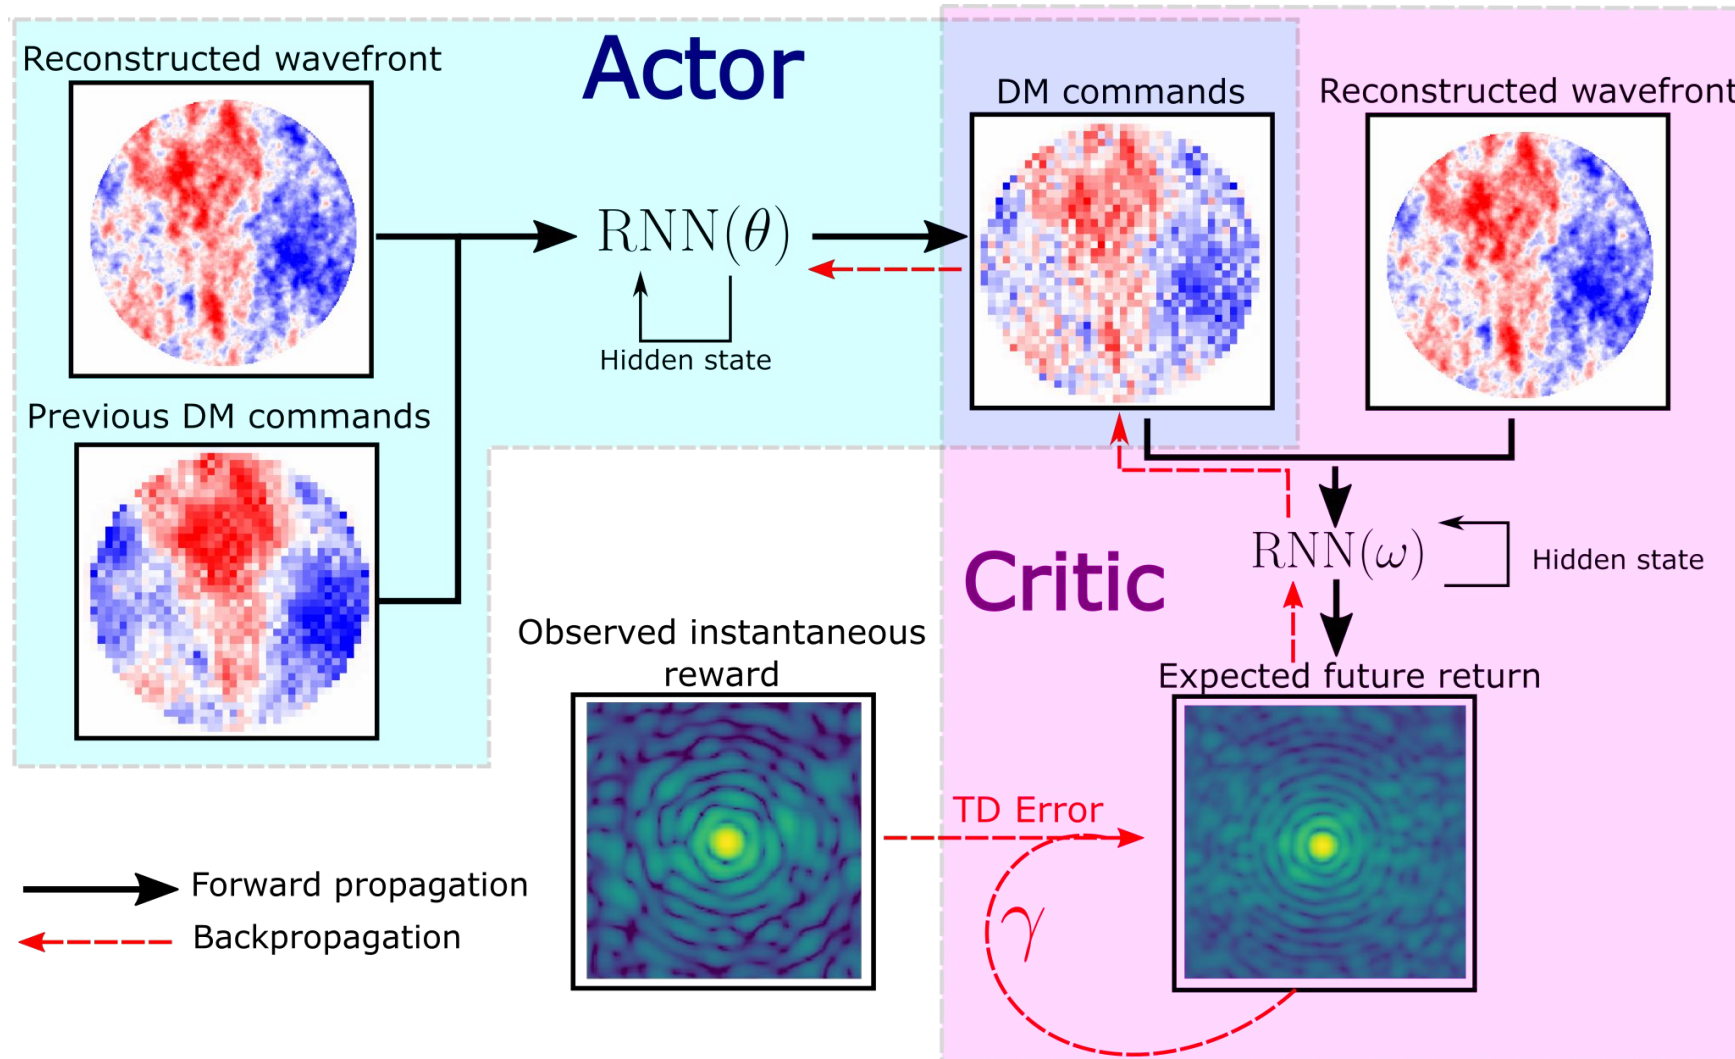 Actor
Reconstructed wavefront
DM commands
Reconstructed wavefront
RNN(θ)
Hidden state
Previous DM commands
RNN(ω)
Hidden state
Critic
Observed instantaneous
reward
Expected future return
TD Error
γ
Forward propagation
Backpropagation